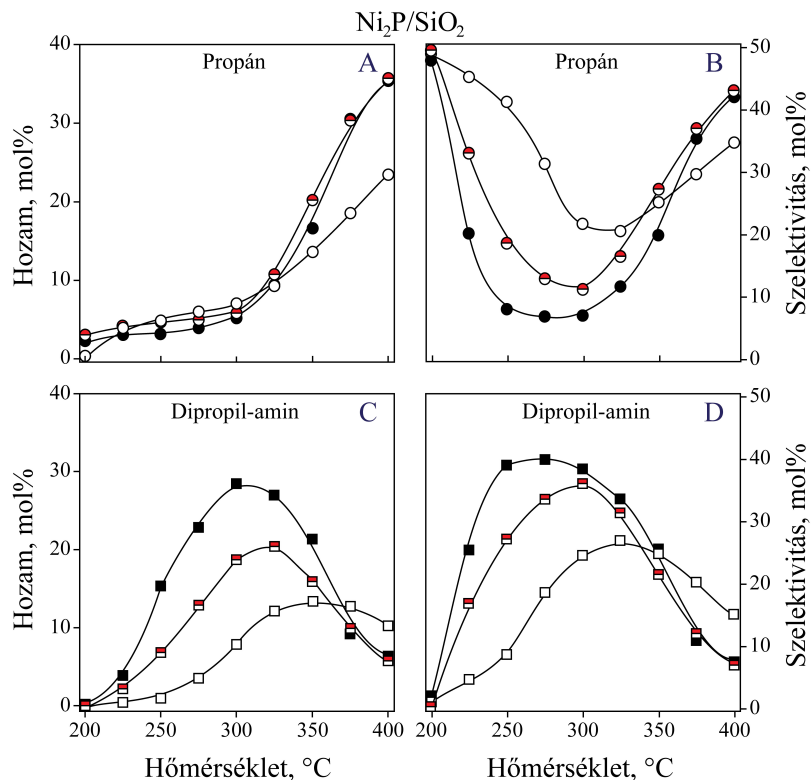 Ni₂P/SiO₂
40
30
20
10
0
Hozam, mol%
Propán
A
Propán
B
50
40
30
20
10
0
Szelektivitás, mol%
40
30
20
10
0
Hozam, mol%
Dipropil-amin
C
Dipropil-amin
D
50
40
30
20
10
0
Szelektivitás, mol%
200 250 300 350 400
200 250 300 350 400
Hőmérséklet, °C
Hőmérséklet, °C